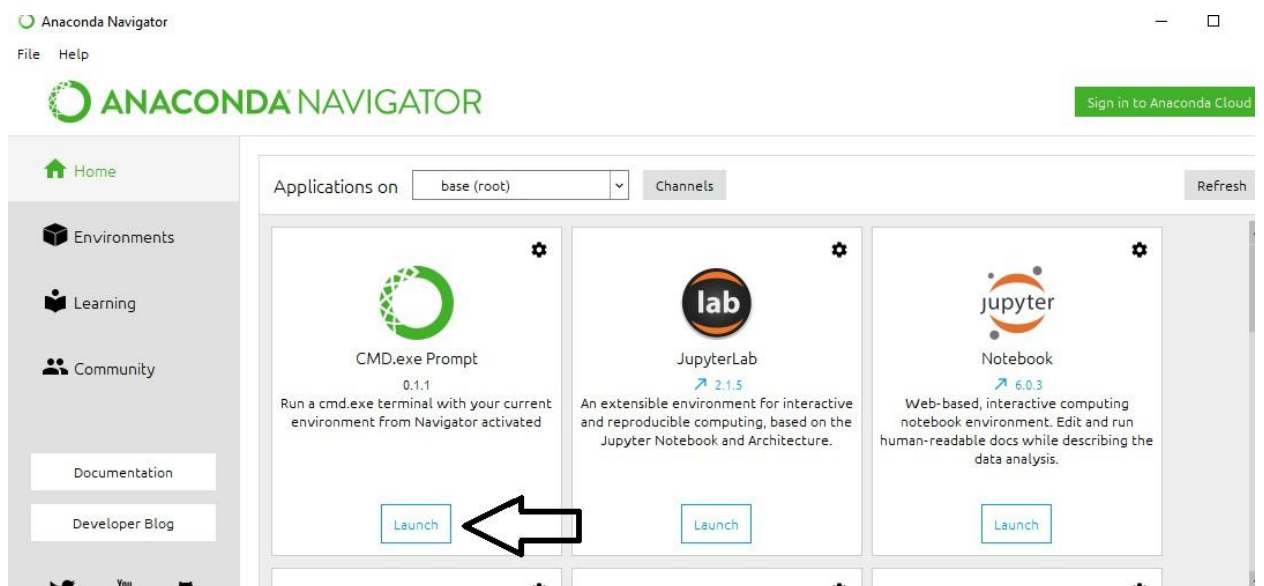 Anaconda Navigator
File Help
ANACONDA NAVIGATOR
Sign in to Anaconda Cloud
Home
Environments
Learning
Community
Documentation
Developer Blog
You
Applications on base (root) Channels Refresh
CMD.exe Prompt
0.1.1
Run a cmd.exe terminal with your current
environment from Navigator activated
Launch
lab
JupyterLab
2.1.5
An extensible environment for interactive
and reproducible computing, based on the
Jupyter Notebook and Architecture.
Launch
jupyter
Notebook
6.0.3
Web-based, interactive computing
notebook environment. Edit and run
human-readable docs while describing the
data analysis.
Launch